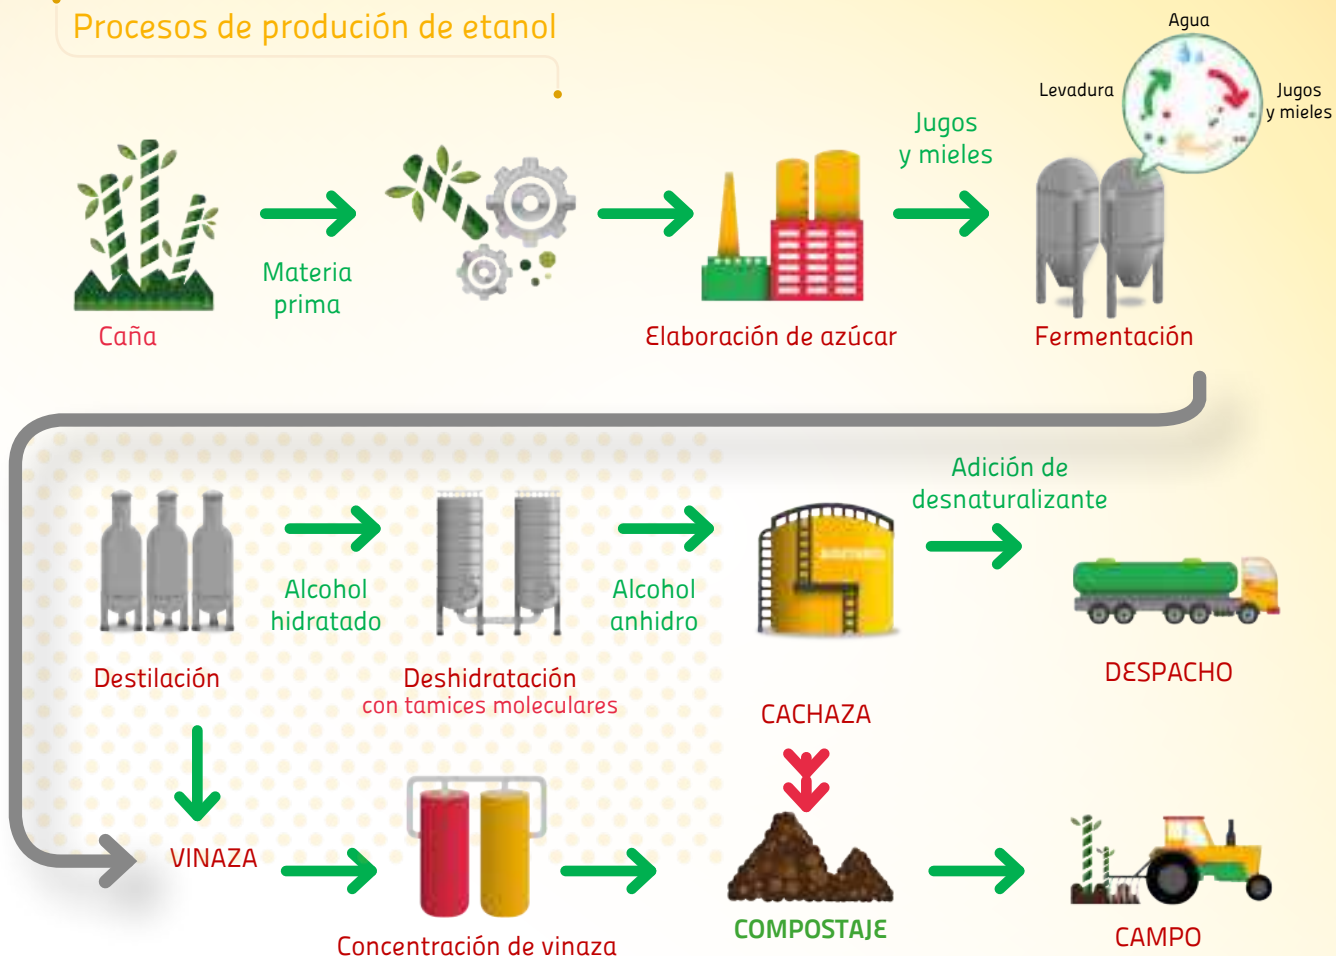 Procesos de produción de etanol
Agua
Levadura
Jugos
y mieles
Jugos
y mieles
Materia
prima
Caña
Elaboración de azúcar
Fermentación
Adición de
desnaturalizante
Alcohol
hidratado
Alcohol
anhidro
Destilación
Deshidratación
con tamices moleculares
DESPACHO
CACHAZA
VINAZA
COMPOSTAJE
CAMPO
Concentración de vinaza